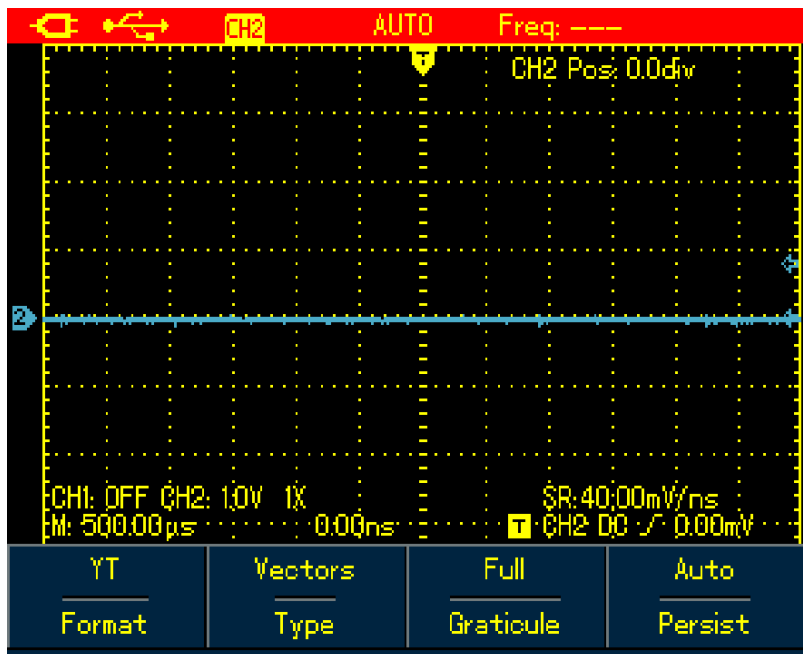 CH2 AUTO Freq: ---
T
CH2 Pos: 0.0div
2
CH1: OFF CH2: 1.0V 1X SR:40.00mV/ns
M: 500.00μs 0.00ns T CH2 DC 0.00mV
YT Vectors Full Auto
Format Type Graticule Persist